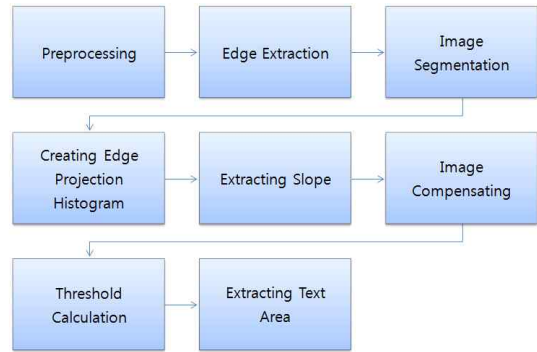 Preprocessing
Edge Extraction
Image
Segmentation
Creating Edge
Projection
Histogram
Extracting Slope
Image
Compensating
Threshold
Calculation
Extracting Text
Area